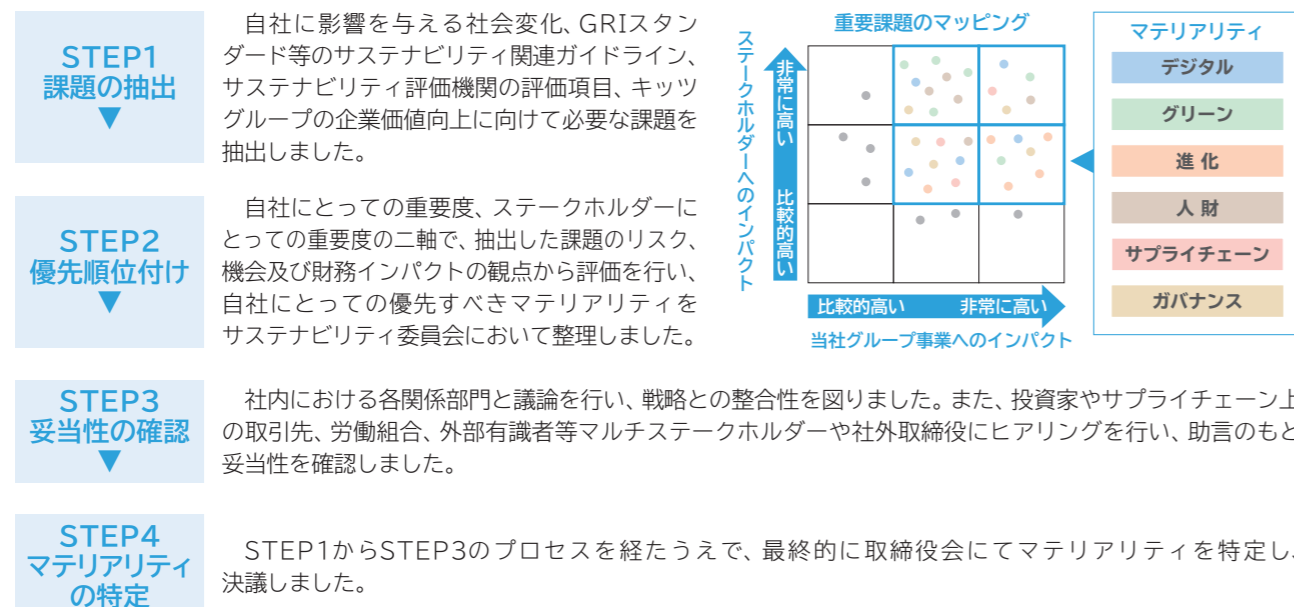 STEP1
課題の抽出
▼
自社に影響を与える社会変化、GRIスタン
ダード等のサステナビリティ関連ガイドライン、
サステナビリティ評価機関の評価項目、キッツ
グループの企業価値向上に向けて必要な課題を
抽出しました。
STEP2
優先順位付け
▼
自社にとっての重要度、ステークホルダーに
とっての重要度の二軸で、抽出した課題のリスク、
機会及び財務インパクトの観点から評価を行い、
自社にとっての優先すべきマテリアリティを
サステナビリティ委員会において整理しました。
重要課題のマッピング
ステークホルダーへのインパクト
非常に高い
比較的高い
比較的高い
非常に高い
当社グループ事業へのインパクト
マテリアリティ
デジタル
グリーン
進化
人財
サプライチェーン
ガバナンス
STEP3
妥当性の確認
▼
社内における各関係部門と議論を行い、戦略との整合性を図りました。また、投資家やサプライチェーン上
の取引先、労働組合、外部有識者等マルチステークホルダーや社外取締役にヒアリングを行い、助言のもと
妥当性を確認しました。
STEP4
マテリアリティ
の特定
STEP1からSTEP3のプロセスを経たうえで、最終的に取締役会にてマテリアリティを特定し、
決議しました。